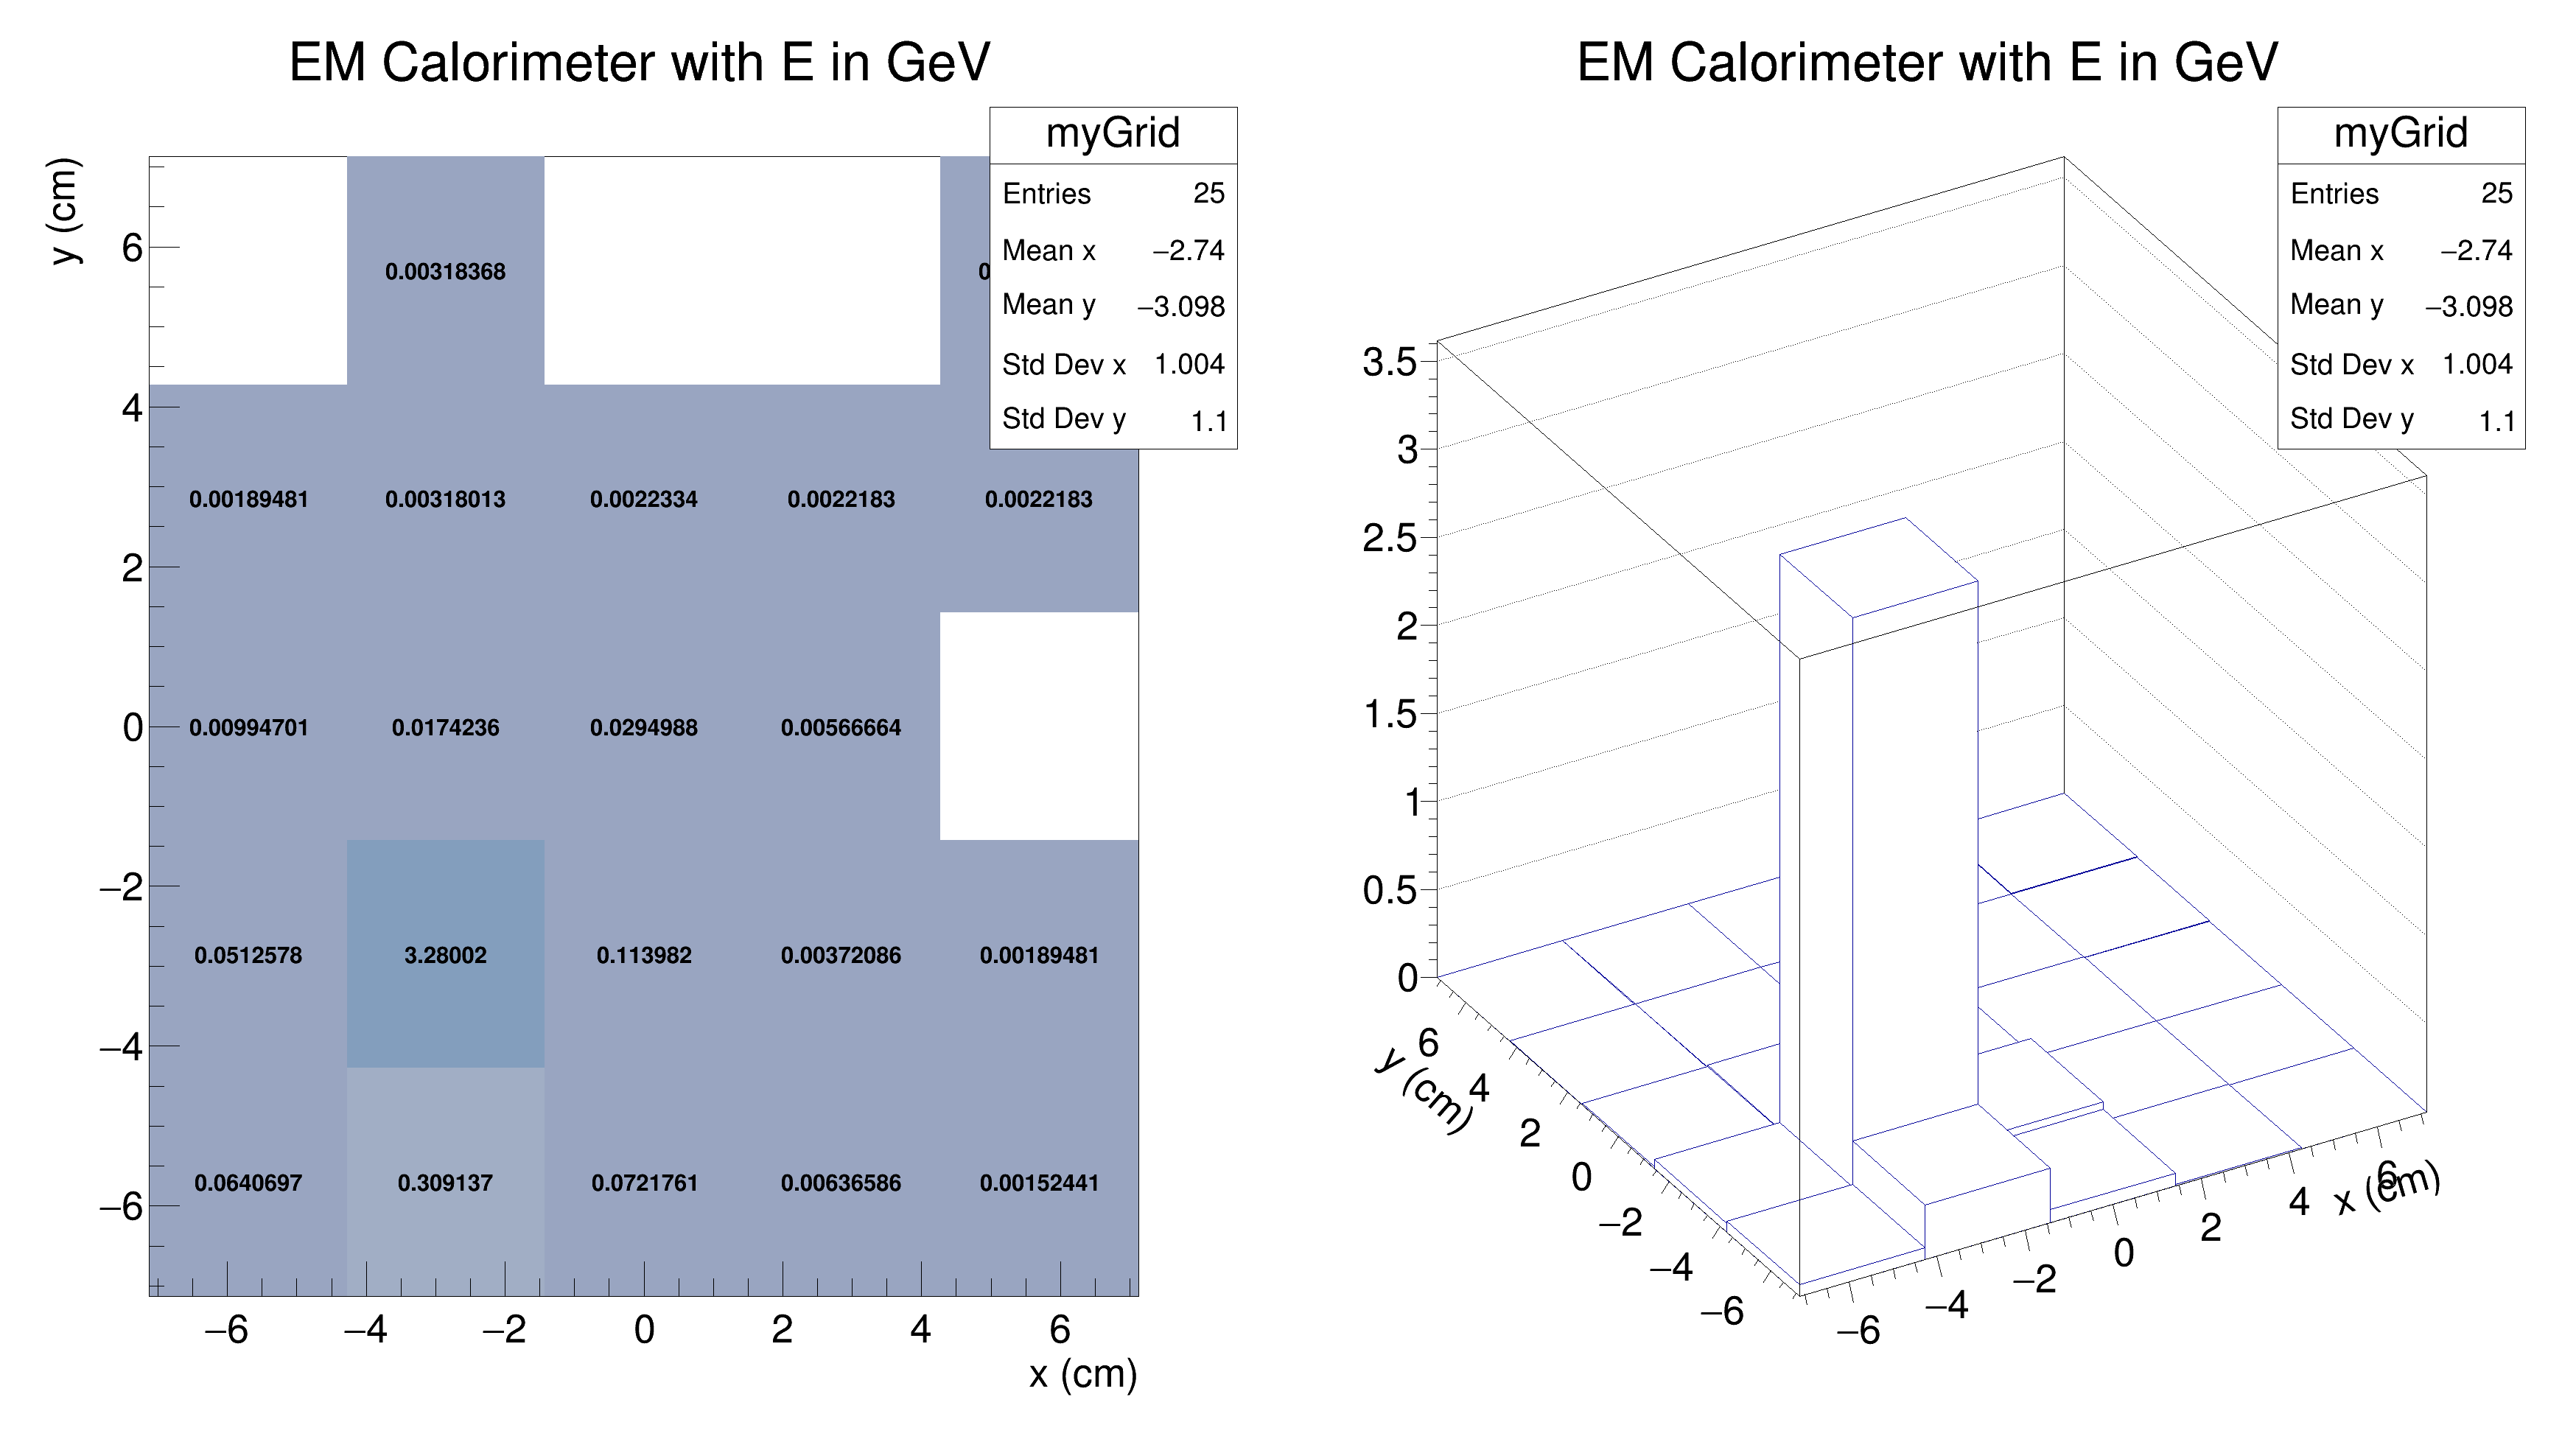 EM Calorimeter with E in GeV
y (cm)
myGrid
Entries 25
Mean x −2.74
Mean y −3.098
Std Dev x 1.004
Std Dev y 1.1
6
4
2
0
−2
−4
−6
0.00318368
0.00189481 0.00318013 0.0022334 0.0022183 0.0022183
0.00994701 0.0174236 0.0294988 0.00566664
0.0512578 3.28002 0.113982 0.00372086 0.00189481
0.0640697 0.309137 0.0721761 0.00636586 0.00152441
−6 −4 −2 0 2 4 6
x (cm)
EM Calorimeter with E in GeV
myGrid
Entries 25
Mean x −2.74
Mean y −3.098
Std Dev x 1.004
Std Dev y 1.1
3.5
3
2.5
2
1.5
1
0.5
0
y (cm)
6
4
2
0
−2
−4
−6
−6 −4 −2 0 2 4 6
x (cm)